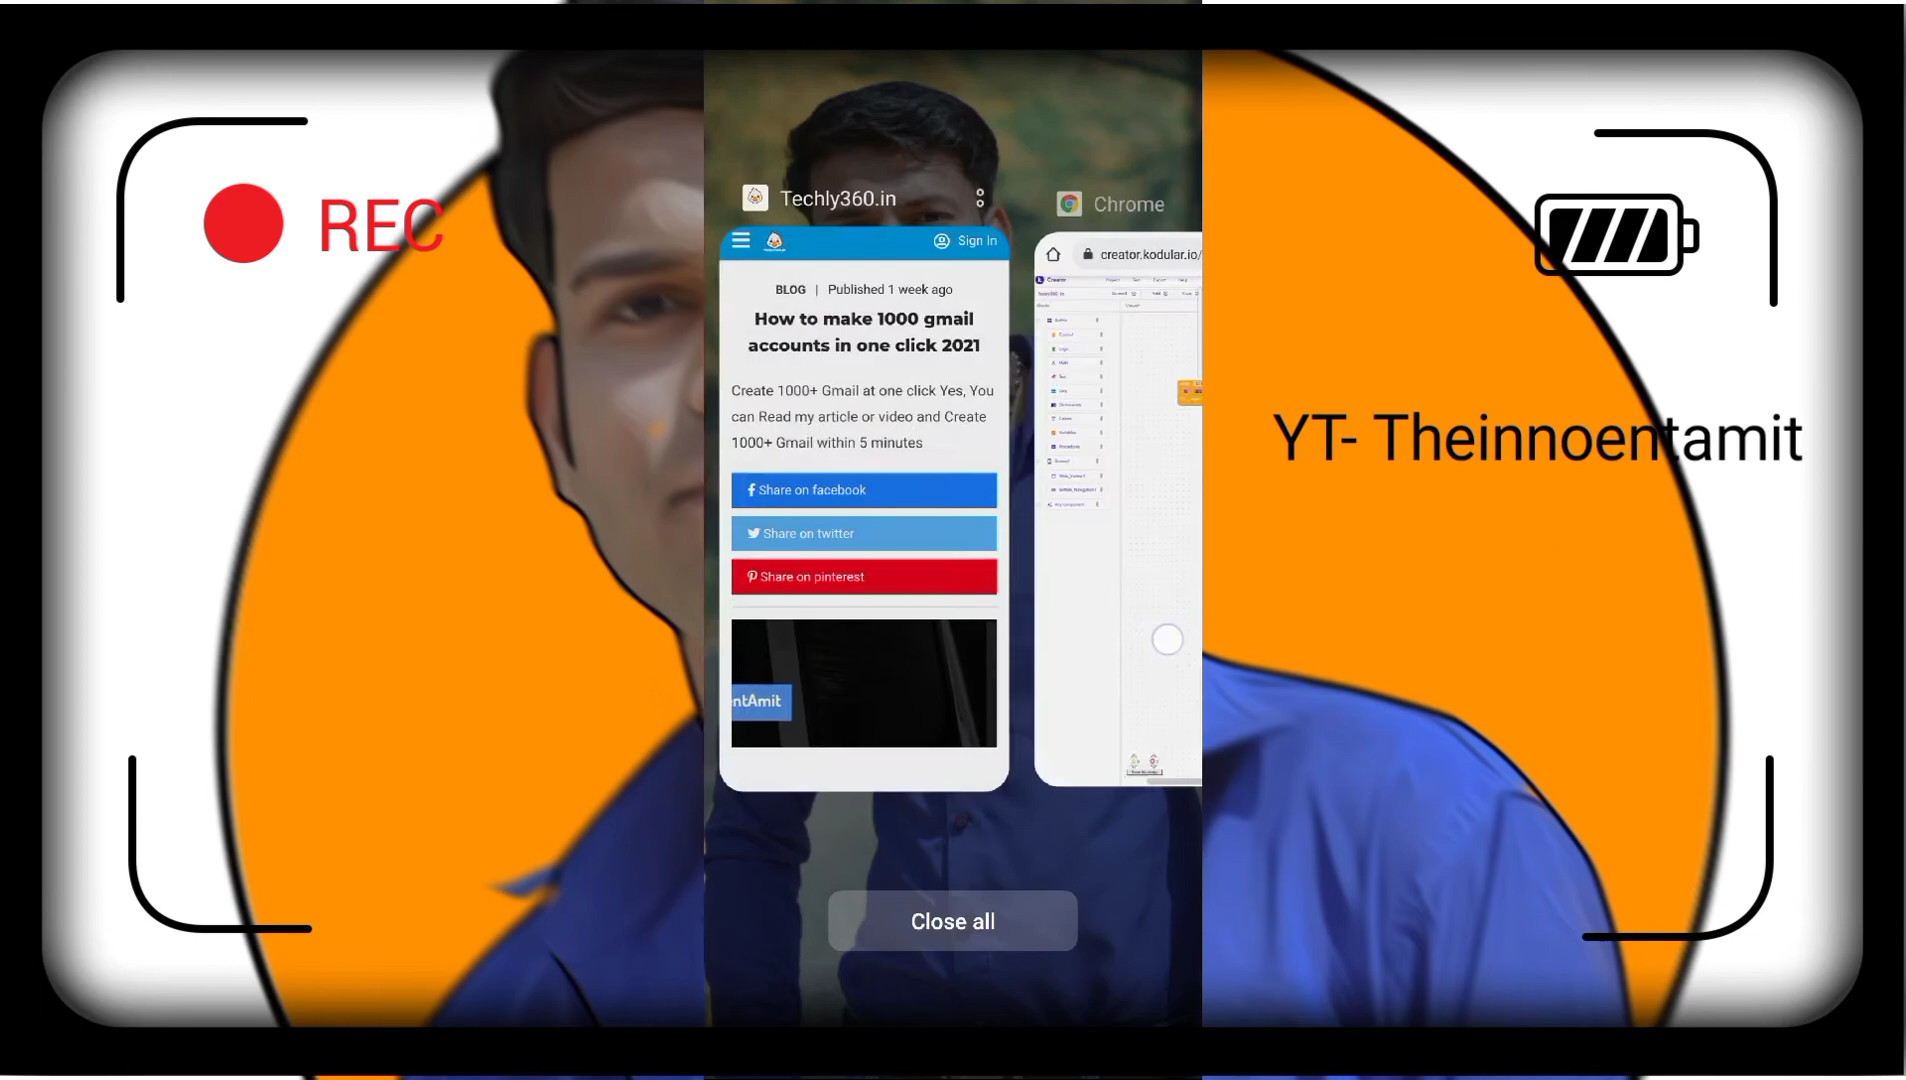 REC
YT- Theinnoentamit
Techly360.in
Chrome
Sign In
creator.kodular.io/
Creator
BLOG | Published 1 week ago
How to make 1000 gmail
accounts in one click 2021
Create 1000+ Gmail at one click Yes, You
can Read my article or video and Create
1000+ Gmail within 5 minutes
Share on facebook
Share on twitter
Share on pinterest
ntAmit
Close all